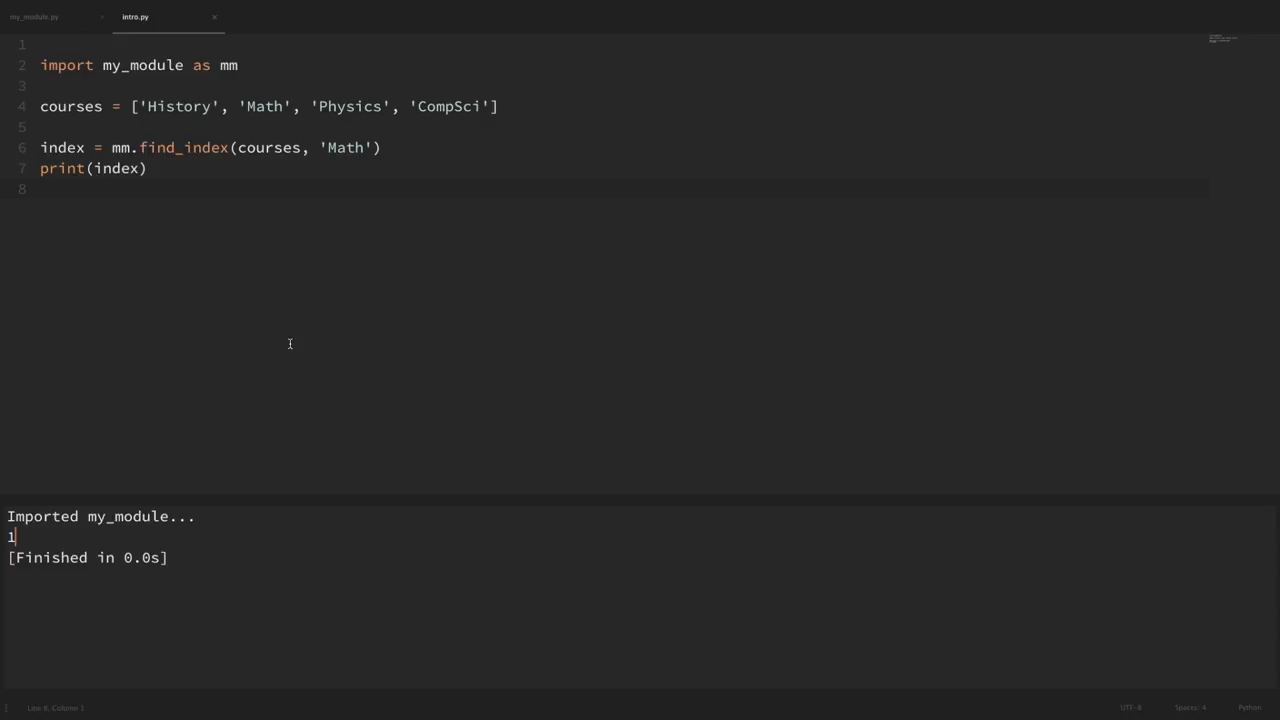 my_module.py
intro.py
1
2 import my_module as mm
3
4 courses = ['History', 'Math', 'Physics', 'CompSci']
5
6 index = mm.find_index(courses, 'Math')
7 print(index)
8
Imported my_module...
1
[Finished in 0.0s]
Line 8, Column 1
UTF-8
Spaces: 4
Python